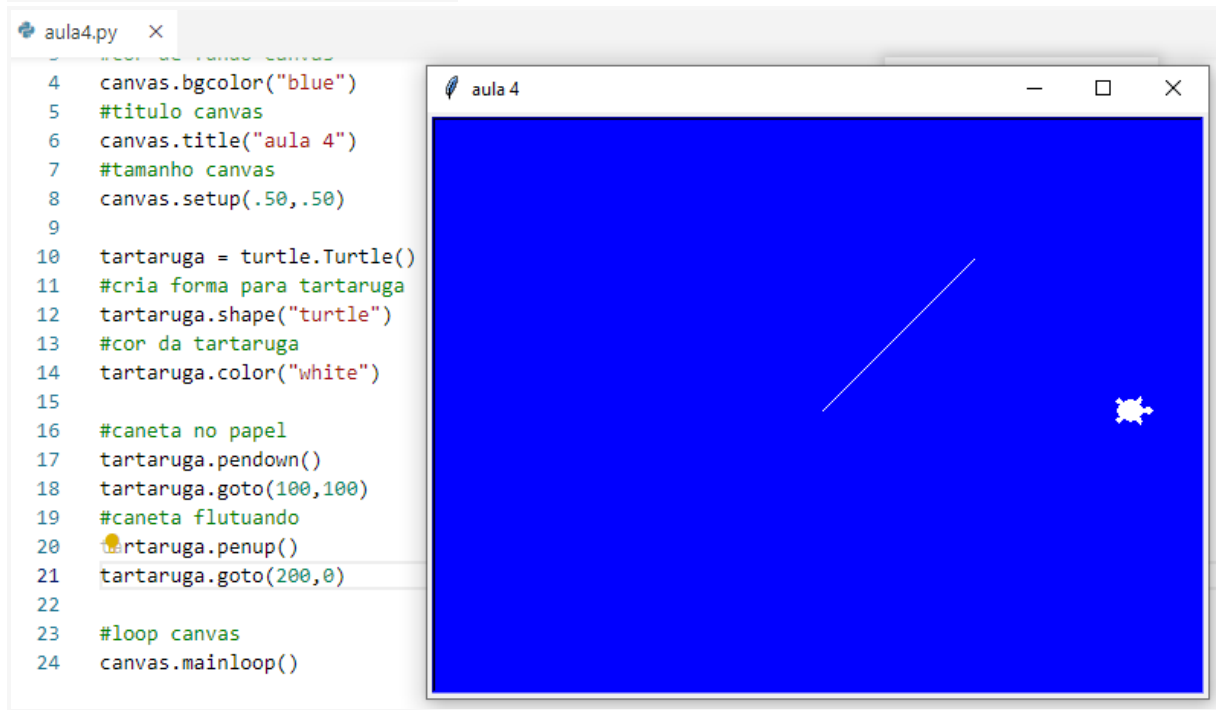 aula4.py
4 canvas.bgcolor("blue")
5 #titulo canvas
6 canvas.title("aula 4")
7 #tamanho canvas
8 canvas.setup(.50,.50)
9
10 tartaruga = turtle.Turtle()
11 #cria forma para tartaruga
12 tartaruga.shape("turtle")
13 #cor da tartaruga
14 tartaruga.color("white")
15
16 #caneta no papel
17 tartaruga.pendown()
18 tartaruga.goto(100,100)
19 #caneta flutuando
20 tartaruga.penup()
21 tartaruga.goto(200,0)
22
23 #loop canvas
24 canvas.mainloop()
aula 4